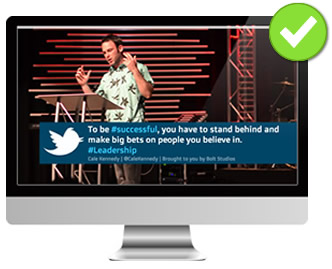 To be #successful, you have to stand behind and
make big bets on people you believe in.
#Leadership
Cale Kennedy | @CaleKennedy | Brought to you by Bolt Studios